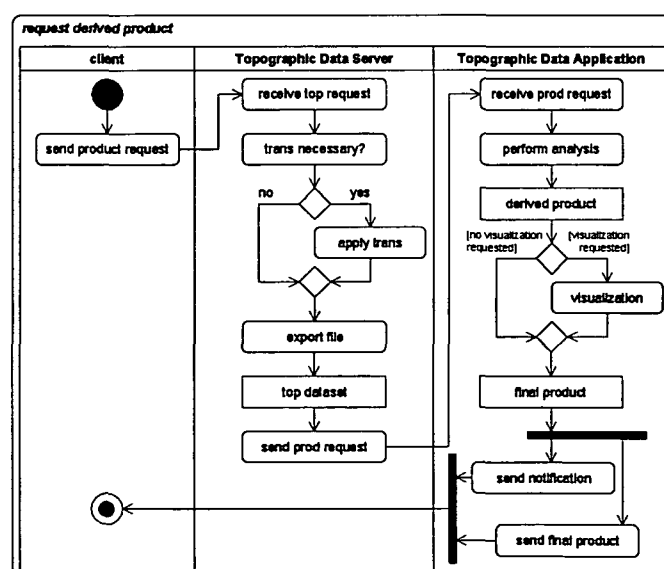 request derived product
client
Topographic Data Server
Topographic Data Application
send product request
receive top request
trans necessary?
no
yes
apply trans
export file
top dataset
send prod request
receive prod request
perform analysis
derived product
[no visualization
requested]
[visualization
requested]
visualization
final product
send notification
send final product